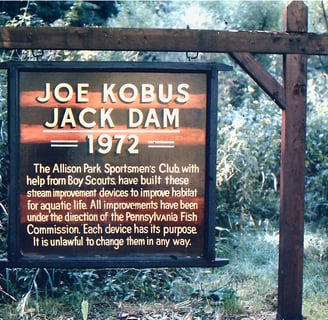 JOE KOBUS
JACK DAM
1972
The Allison Park Sportsmen's Club, with
help from Boy Scouts, have built these
stream improvement devices to improve habitat
for aquatic life. All improvements have been
under the direction of the Pennsylvania Fish
Commission. Each device has its purpose.
It is unlawful to change them in any way.